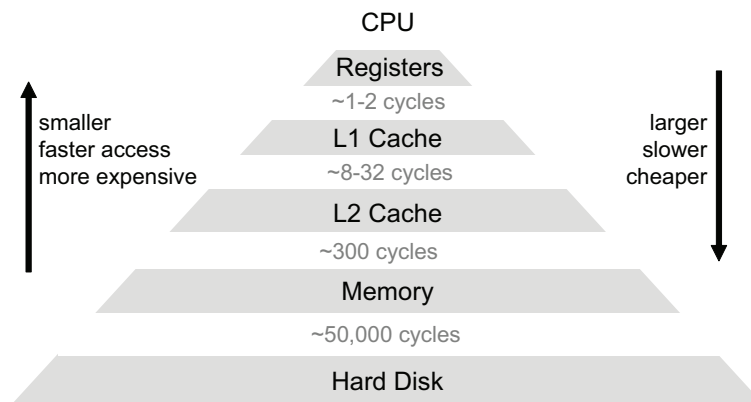 CPU
Registers
~1-2 cycles
smaller
faster access
more expensive
L1 Cache
larger
slower
cheaper
~8-32 cycles
L2 Cache
~300 cycles
Memory
~50,000 cycles
Hard Disk